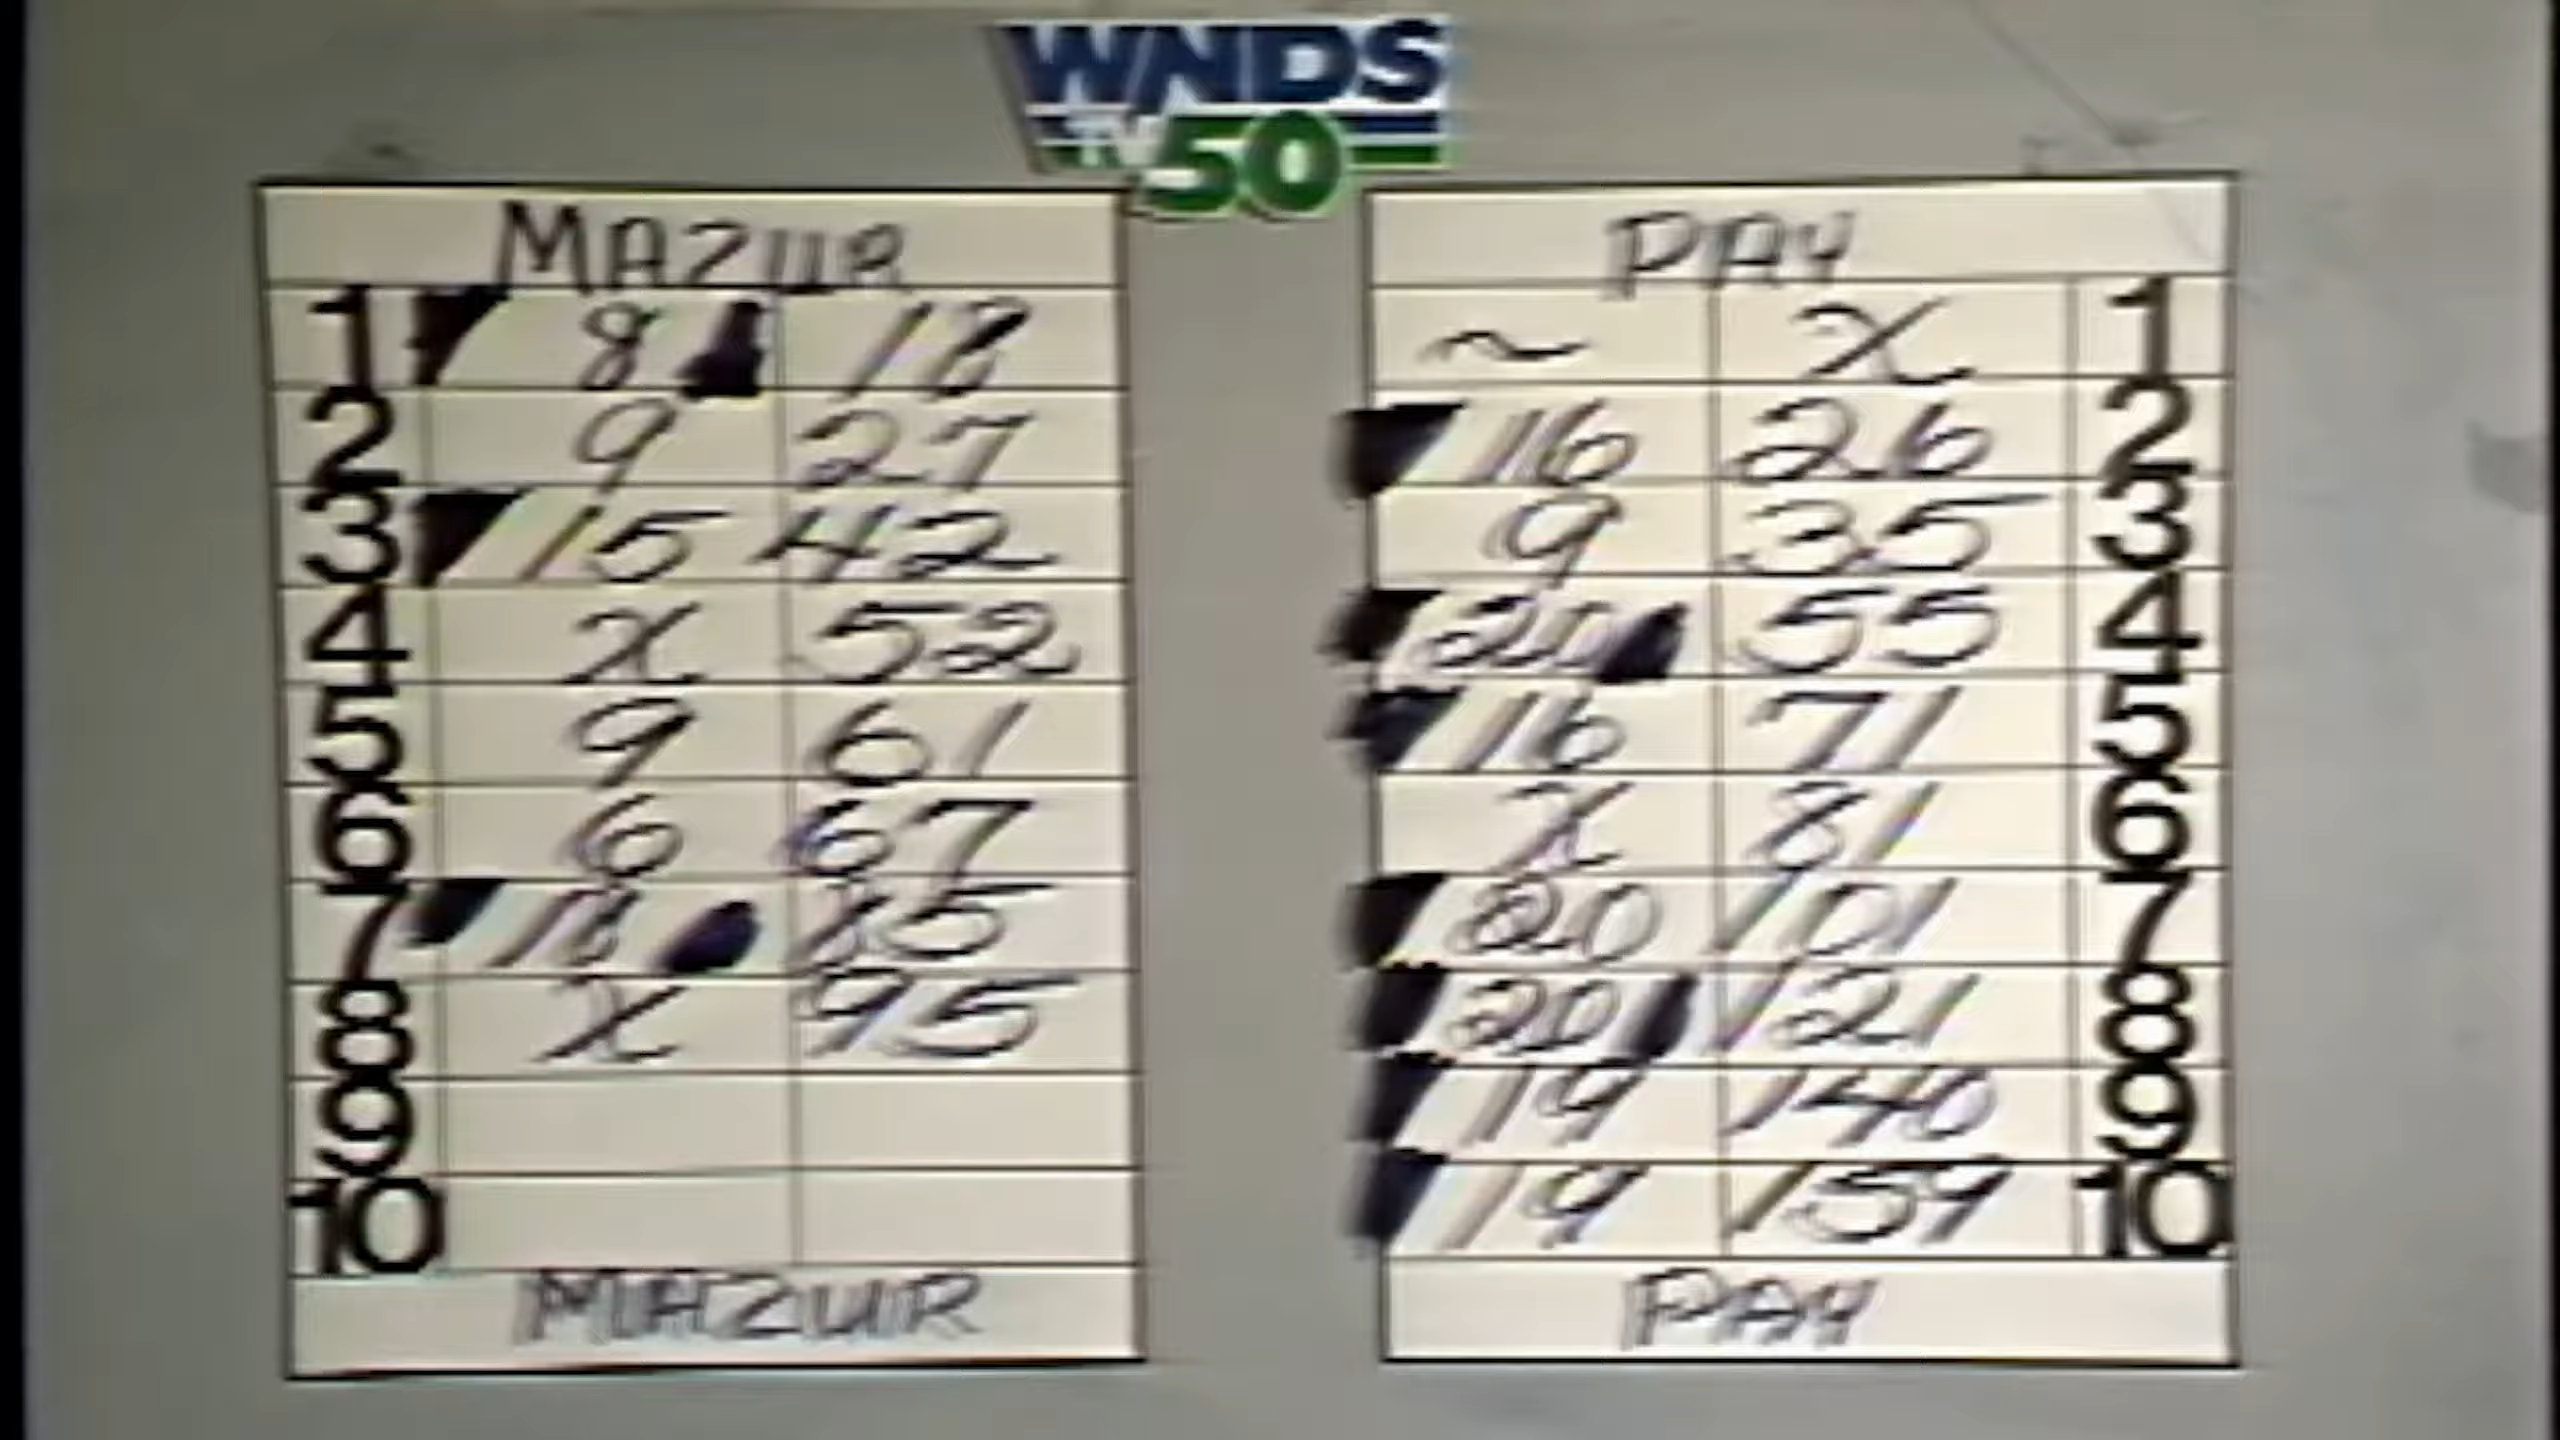 WNDS
TV 50
MAZUR
1 8 18
2 9 27
3 15 42
4 X 52
5 9 61
6 6 67
7 18 85
8 X 95
9
10
MAZUR
PAY
~ X 1
16 26 2
9 35 3
20 55 4
16 71 5
X 81 6
20 101 7
20 121 8
19 140 9
19 159 10
PAY